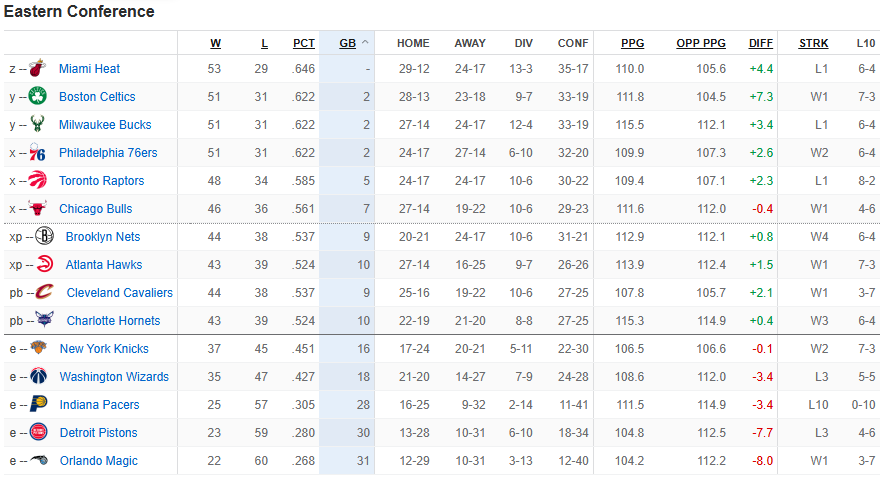 Eastern Conference
W L PCT GB HOME AWAY DIV CONF PPG OPP PPG DIFF STRK L10
z -- Miami Heat 53 29 .646 - 29-12 24-17 13-3 35-17 110.0 105.6 +4.4 L1 6-4
y -- Boston Celtics 51 31 .622 2 28-13 23-18 9-7 33-19 111.8 104.5 +7.3 W1 7-3
y -- Milwaukee Bucks 51 31 .622 2 27-14 24-17 12-4 33-19 115.5 112.1 +3.4 L1 6-4
x -- Philadelphia 76ers 51 31 .622 2 24-17 27-14 6-10 32-20 109.9 107.3 +2.6 W2 6-4
x -- Toronto Raptors 48 34 .585 5 24-17 24-17 10-6 30-22 109.4 107.1 +2.3 L1 8-2
x -- Chicago Bulls 46 36 .561 7 27-14 19-22 10-6 29-23 111.6 112.0 -0.4 W1 4-6
xp -- Brooklyn Nets 44 38 .537 9 20-21 24-17 10-6 31-21 112.9 112.1 +0.8 W4 6-4
xp -- Atlanta Hawks 43 39 .524 10 27-14 16-25 9-7 26-26 113.9 112.4 +1.5 W1 7-3
pb -- Cleveland Cavaliers 44 38 .537 9 25-16 19-22 10-6 27-25 107.8 105.7 +2.1 W1 3-7
pb -- Charlotte Hornets 43 39 .524 10 22-19 21-20 8-8 27-25 115.3 114.9 +0.4 W3 6-4
e -- New York Knicks 37 45 .451 16 17-24 20-21 5-11 22-30 106.5 106.6 -0.1 W2 7-3
e -- Washington Wizards 35 47 .427 18 21-20 14-27 7-9 24-28 108.6 112.0 -3.4 L3 5-5
e -- Indiana Pacers 25 57 .305 28 16-25 9-32 2-14 11-41 111.5 114.9 -3.4 L10 0-10
e -- Detroit Pistons 23 59 .280 30 13-28 10-31 6-10 18-34 104.8 112.5 -7.7 L3 4-6
e -- Orlando Magic 22 60 .268 31 12-29 10-31 3-13 12-40 104.2 112.2 -8.0 W1 3-7